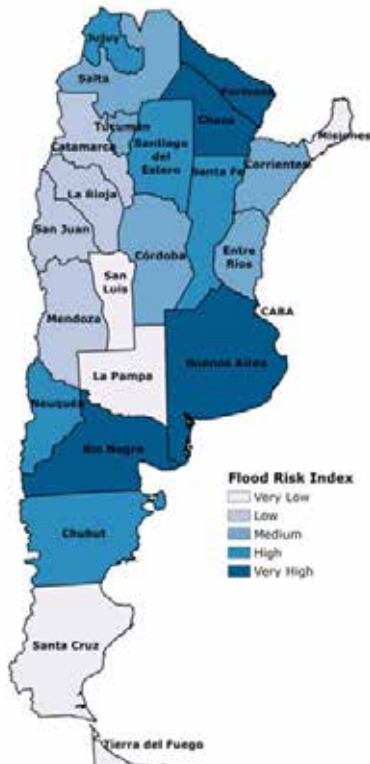 Jujuy
Salta
Formosa
Chaco
Misiones
Tucumán
Catamarca
Santiago
del
Estero
Santa Fe
Corrientes
La Rioja
San Juan
Córdoba
Entre
Ríos
San
Luis
Mendoza
CABA
La Pampa
Buenos Aires
Neuquén
Río Negro
Flood Risk Index
Very Low
Low
Medium
High
Very High
Chubut
Santa Cruz
Tierra del Fuego